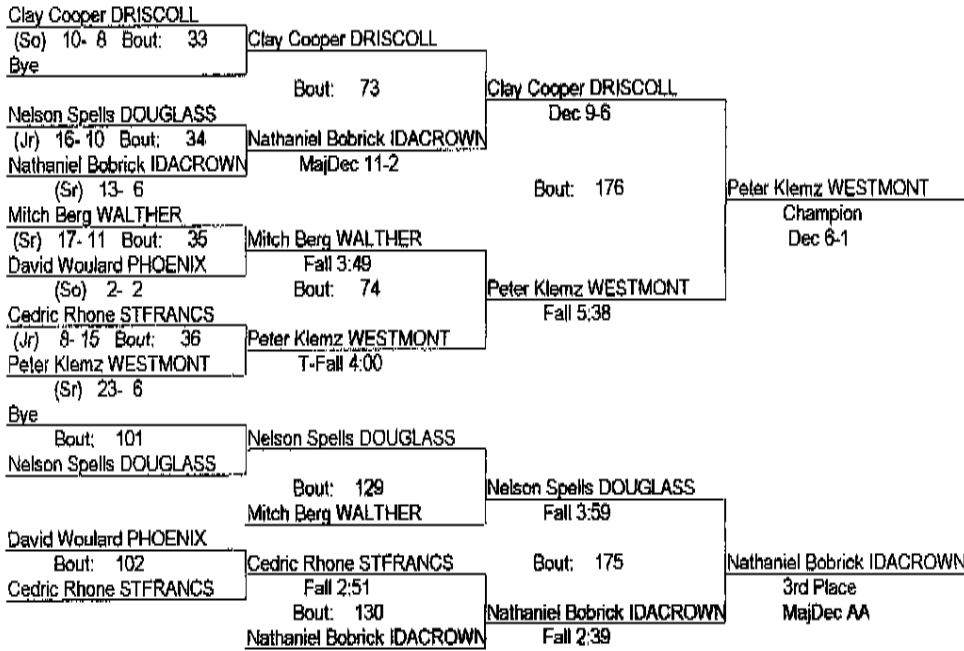 Clay Cooper DRISCOLL
(So) 10- 8 Bout: 33
Bye
Clay Cooper DRISCOLL
Bout: 73
Nelson Spells DOUGLASS
(Jr) 16- 10 Bout: 34
Nathaniel Bobrick IDACROWN
(Sr) 13- 6
Nathaniel Bobrick IDACROWN
MajDec 11-2
Clay Cooper DRISCOLL
Dec 9-6
Bout: 176
Mitch Berg WALTHER
(Sr) 17- 11 Bout: 35
David Woulard PHOENIX
(So) 2- 2
Mitch Berg WALTHER
Fall 3:49
Bout: 74
Cedric Rhone STFRANCS
(Jr) 8- 15 Bout: 36
Peter Klemz WESTMONT
(Sr) 23- 6
Peter Klemz WESTMONT
T-Fall 4:00
Peter Klemz WESTMONT
Fall 5:38
Peter Klemz WESTMONT
Champion
Dec 6-1
Bye
Bout: 101
Nelson Spells DOUGLASS
Nelson Spells DOUGLASS
Bout: 129
Mitch Berg WALTHER
Nelson Spells DOUGLASS
Fall 3:59
Bout: 175
David Woulard PHOENIX
Bout: 102
Cedric Rhone STFRANCS
Cedric Rhone STFRANCS
Fall 2:51
Bout: 130
Nathaniel Bobrick IDACROWN
Nathaniel Bobrick IDACROWN
Fall 2:39
Nathaniel Bobrick IDACROWN
3rd Place
MajDec AA